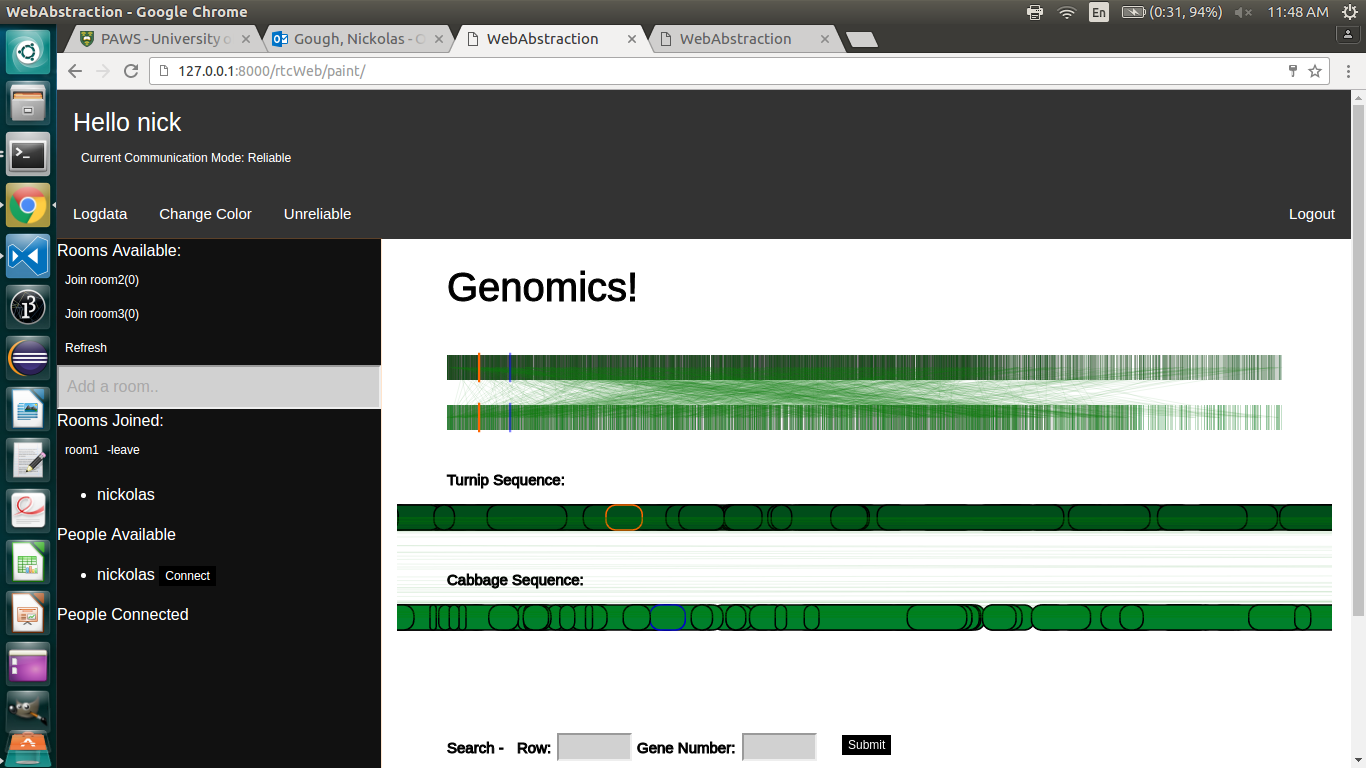 WebAbstraction - Google Chrome
En
(0:31, 94%)
11:48 AM
PAWS - University o
Gough, Nickolas - O
WebAbstraction
WebAbstraction
127.0.0.1:8000/rtcWeb/paint/
Hello nick
Current Communication Mode: Reliable
Logdata
Change Color
Unreliable
Logout
Rooms Available:
Join room2(0)
Join room3(0)
Refresh
Add a room..
Rooms Joined:
room1 -leave
nickolas
People Available
nickolas Connect
People Connected
Genomics!
Turnip Sequence:
Cabbage Sequence:
Search - Row: Gene Number: Submit